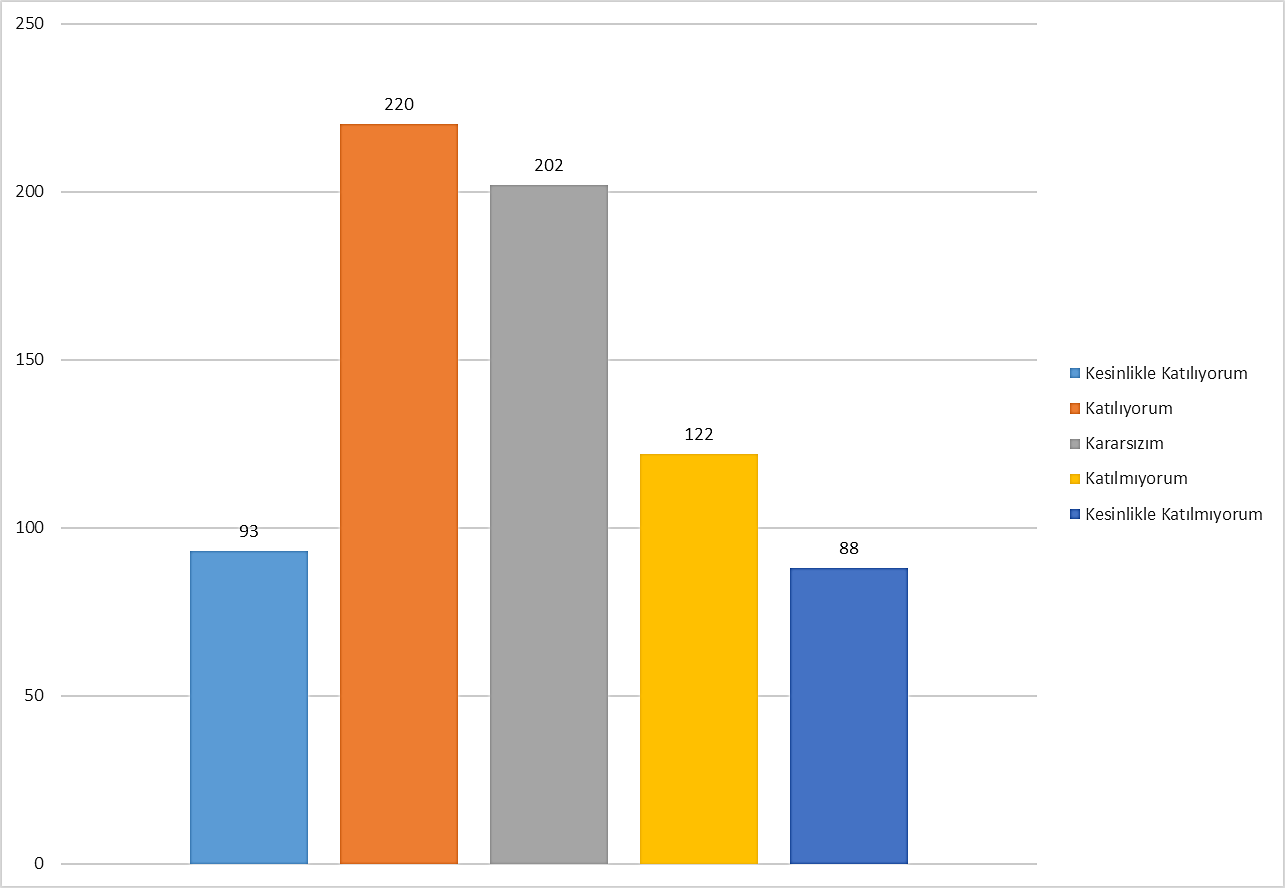 250
200
150
100
50
0
93
220
202
122
88
Kesinlikle Katılıyorum
Katılıyorum
Kararsızım
Katılmıyorum
Kesinlikle Katılmıyorum